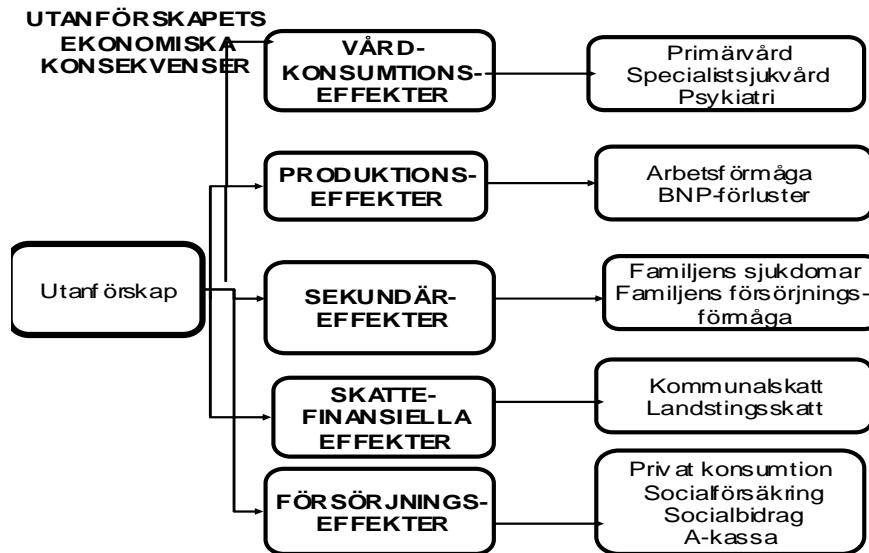 UTANFÖRSKAPETS
EKONOMISKA
KONSEKVENSER
VÅRD-
KONSUMTIONS-
EFFEKTER
Primärvård
Specialistsjukvård
Psykiatri
PRODUKTIONS-
EFFEKTER
Arbetsförmåga
BNP-förluster
Utanförskap
SEKUNDÄR-
EFFEKTER
Familjens sjukdomar
Familjens försörjnings-
förmåga
SKATTE-
FINANSIELLA
EFFEKTER
Kommunalskatt
Landstingsskatt
FÖRSÖRJNINGS-
EFFEKTER
Privat konsumtion
Socialförsäkring
Socialbidrag
A-kassa